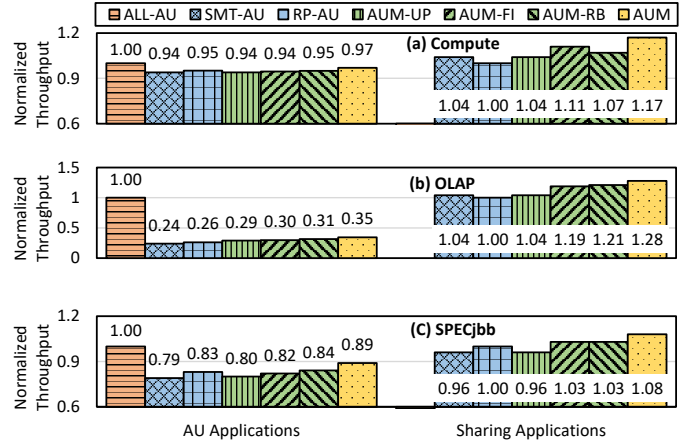 ALL-AU SMT-AU RP-AU AUM-UP AUM-FI AUM-RB AUM
Normalized Throughput
1.2
0.9
0.6
(a) Compute
1.00 0.94 0.95 0.94 0.94 0.95 0.97
1.04 1.00 1.04 1.11 1.07 1.17
Normalized Throughput
1.5
1
0.5
0
(b) OLAP
1.00 0.24 0.26 0.29 0.30 0.31 0.35
1.04 1.00 1.04 1.19 1.21 1.28
Normalized Throughput
1.2
0.9
0.6
(C) SPECjbb
1.00 0.79 0.83 0.80 0.82 0.84 0.89
0.96 1.00 0.96 1.03 1.03 1.08
AU Applications Sharing Applications